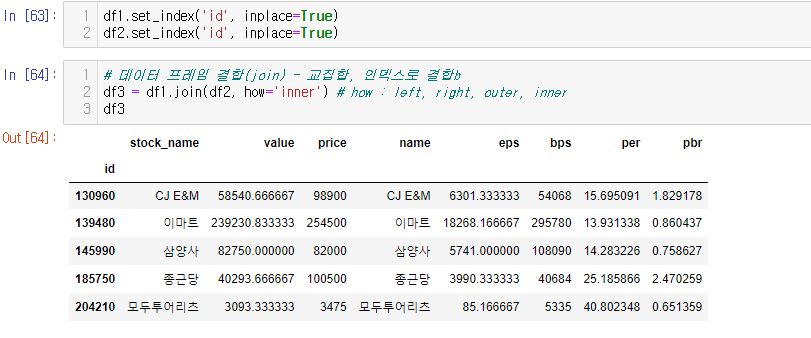 In [63]:
1 df1.set_index('id', inplace=True)
2 df2.set_index('id', inplace=True)
In [64]:
1 # 데이터 프레임 결합(join) - 교집합, 인덱스로 결합b
2 df3 = df1.join(df2, how='inner') # how : left, right, outer, inner
3 df3
Out[64]:
stock_name value price name eps bps per pbr
id
130960 CJ E&M 58540.666667 98900 CJ E&M 6301.333333 54068 15.695091 1.829178
139480 이마트 239230.833333 254500 이마트 18268.166667 295780 13.931338 0.860437
145990 삼양사 82750.000000 82000 삼양사 5741.000000 108090 14.283226 0.758627
185750 종근당 40293.666667 100500 종근당 3990.333333 40684 25.185866 2.470259
204210 모두투어리츠 3093.333333 3475 모두투어리츠 85.166667 5335 40.802348 0.651359